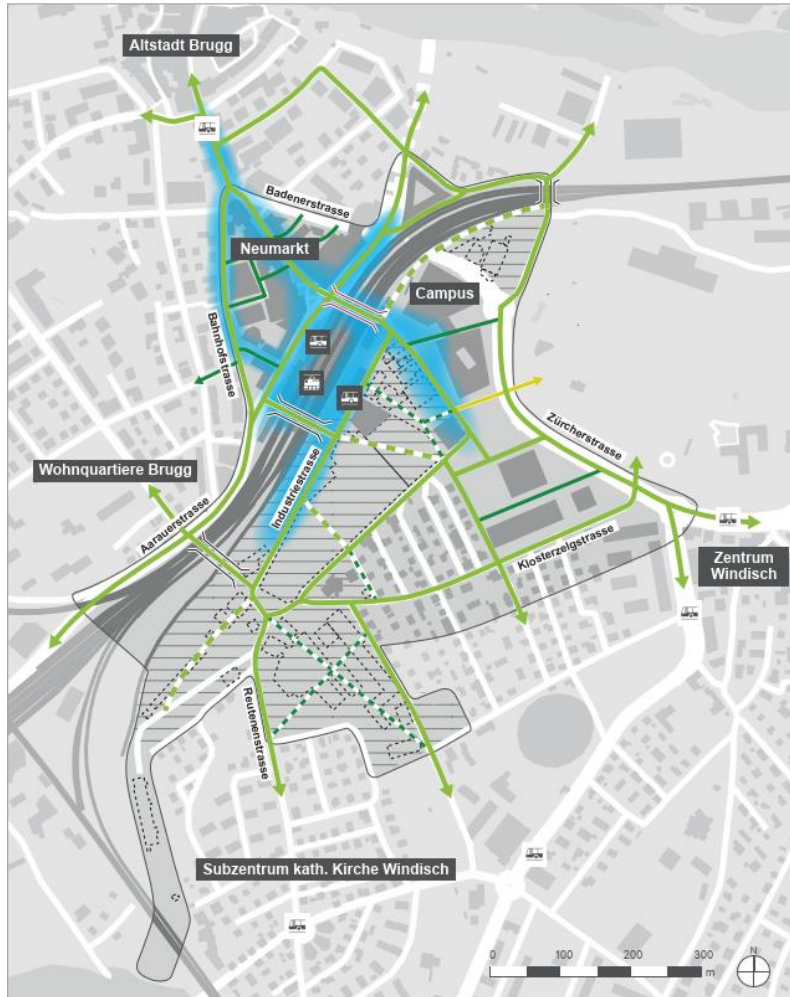 Altstadt Brugg
Badenerstrasse
Neumarkt
Campus
Bahnhofstrasse
Wohnquartiere Brugg
Industriestrasse
Aarauerstrasse
Zürcherstrasse
Klosterzelgstrasse
Zentrum
Windisch
Reutenenstrasse
Subzentrum kath. Kirche Windisch
0 100 200 300
m
N